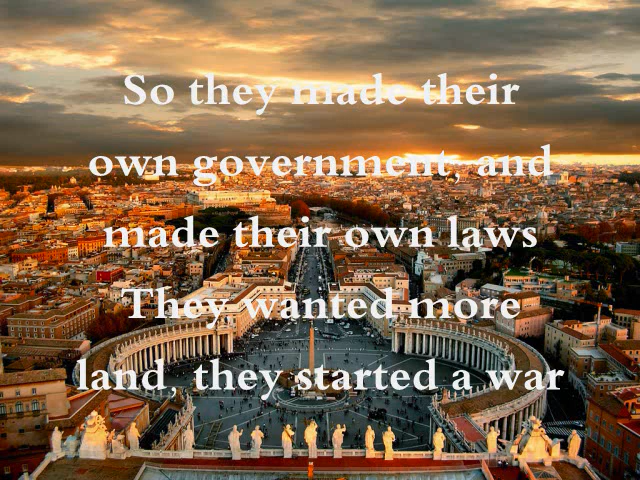 So they made their
own government, and
made their own laws
They wanted more
land, they started a war